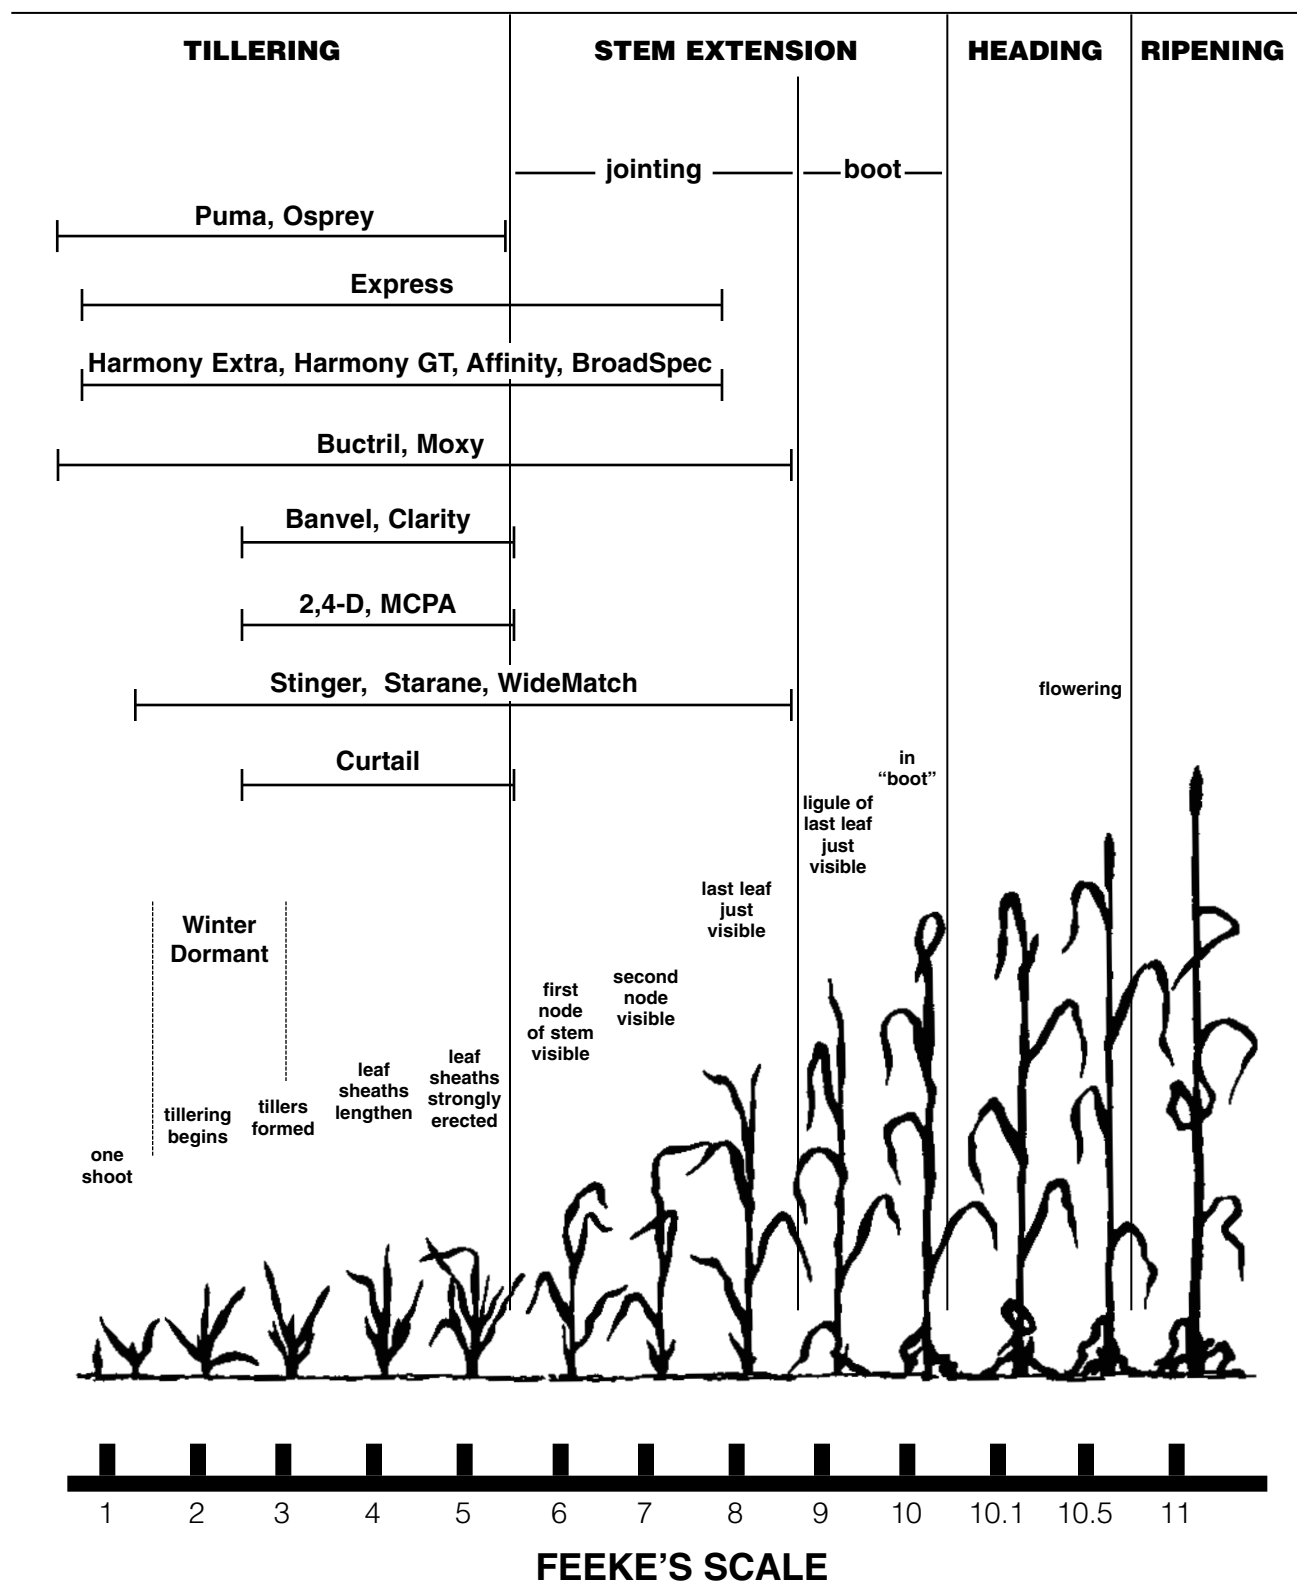 TILLERING
STEM EXTENSION
HEADING
RIPENING
jointing
boot
Puma, Osprey
Express
Harmony Extra, Harmony GT, Affinity, BroadSpec
Buctril, Moxy
Banvel, Clarity
2,4-D, MCPA
Stinger, Starane, WideMatch
Curtail
flowering
in
“boot”
ligule of
last leaf
just
visible
last leaf
just
visible
second
node
visible
first
node
of stem
visible
Winter
Dormant
leaf
sheaths
strongly
erected
leaf
sheaths
lengthen
tillers
formed
tillering
begins
one
shoot
1 2 3 4 5 6 7 8 9 10 10.1 10.5 11
FEEKE’S SCALE